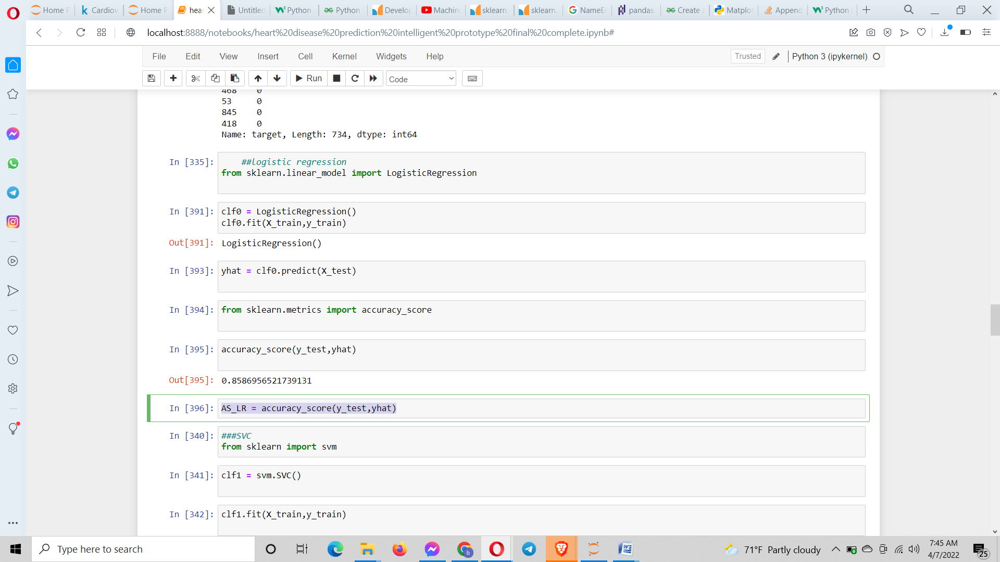 Home P
Cardiov
Home P
hea
Untitled
Python
Python
Develop
Machin
sklearn.
sklearn.
NameEr
pandas.
Create a
Matplot
Append
Python
localhost:8888/notebooks/heart%20disease%20prediction%20intelligent%20prototype%20final%20complete.ipynb#
File Edit View Insert Cell Kernel Widgets Help
Trusted Python 3 (ipykernel)
Run Code
468 0
53 0
845 0
418 0
Name: target, Length: 734, dtype: int64
In [335]: ##logistic regression
from sklearn.linear_model import LogisticRegression
In [391]: clf0 = LogisticRegression()
clf0.fit(X_train,y_train)
Out[391]: LogisticRegression()
In [393]: yhat = clf0.predict(X_test)
In [394]: from sklearn.metrics import accuracy_score
In [395]: accuracy_score(y_test,yhat)
Out[395]: 0.8586956521739131
In [396]: AS_LR = accuracy_score(y_test,yhat)
In [340]: ###SVC
from sklearn import svm
In [341]: clf1 = svm.SVC()
In [342]: clf1.fit(X_train,y_train)
Type here to search
71°F Partly cloudy
7:45 AM
4/7/2022
25